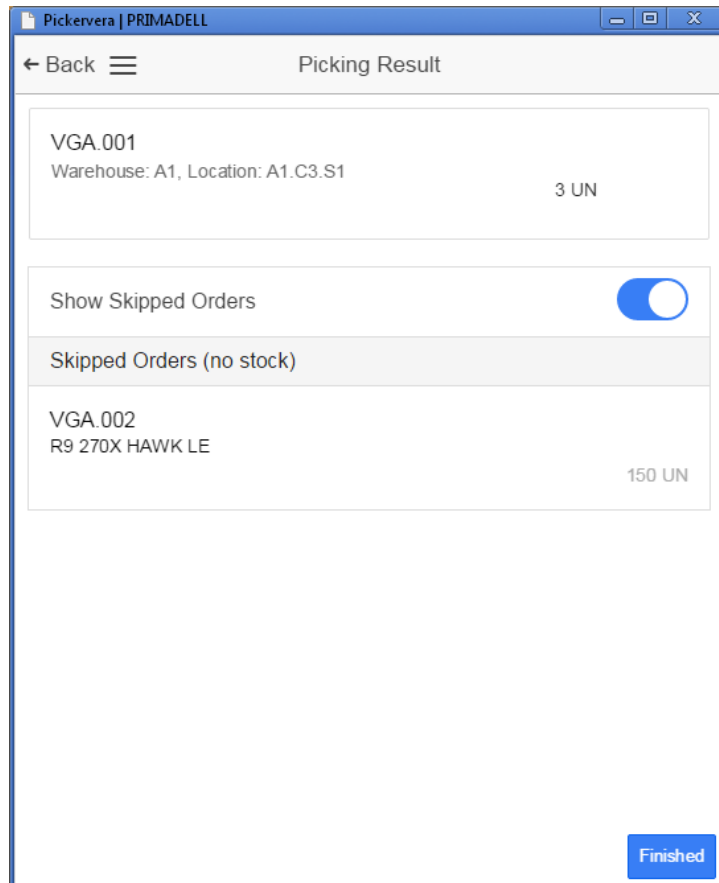 Pickervera | PRIMADELL
Back
Picking Result
VGA.001
Warehouse: A1, Location: A1.C3.S1
3 UN
Show Skipped Orders
Skipped Orders (no stock)
VGA.002
R9 270X HAWK LE
150 UN
Finished